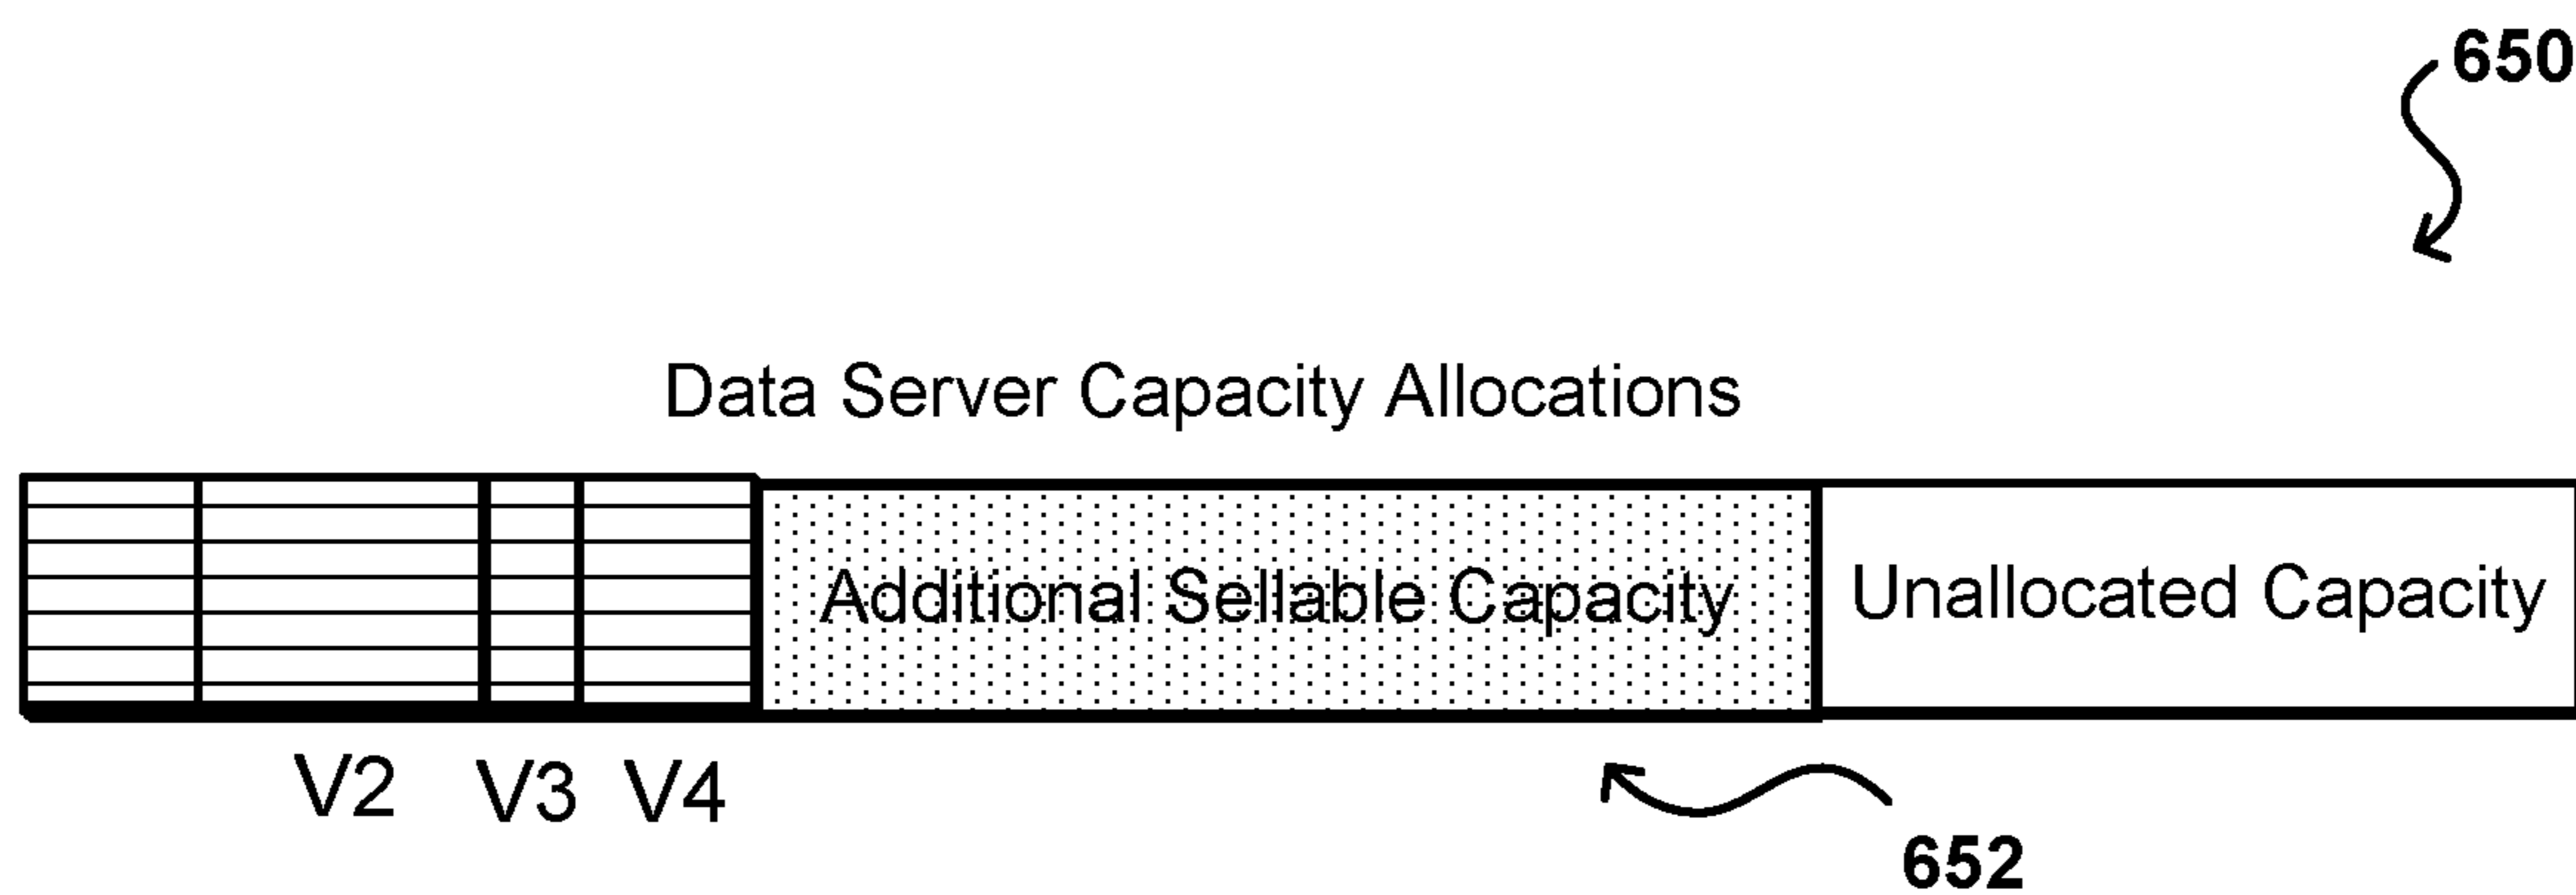 650
Data Server Capacity Allocations
Additional Sellable Capacity
Unallocated Capacity
V2 V3 V4
652